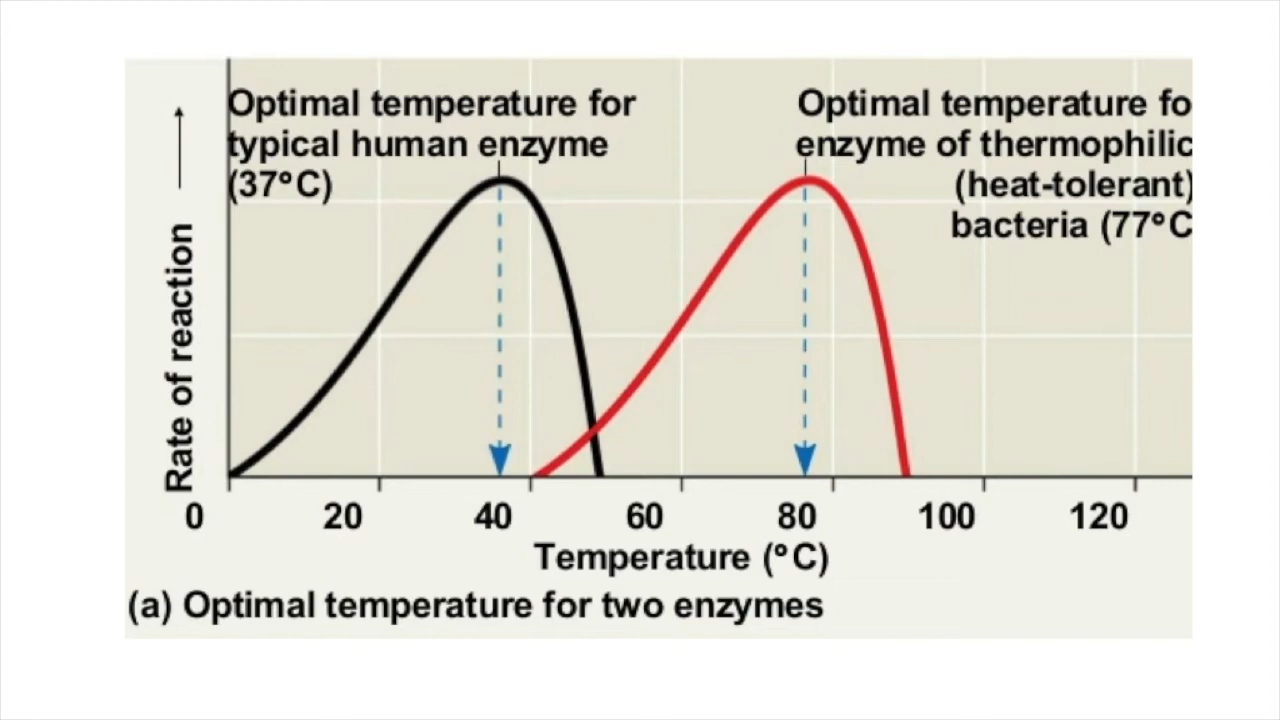 Optimal temperature for
typical human enzyme
(37°C)
Optimal temperature fo
enzyme of thermophilic
(heat-tolerant)
bacteria (77°C
Rate of reaction
0 20 40 60 80 100 120
Temperature (°C)
(a) Optimal temperature for two enzymes